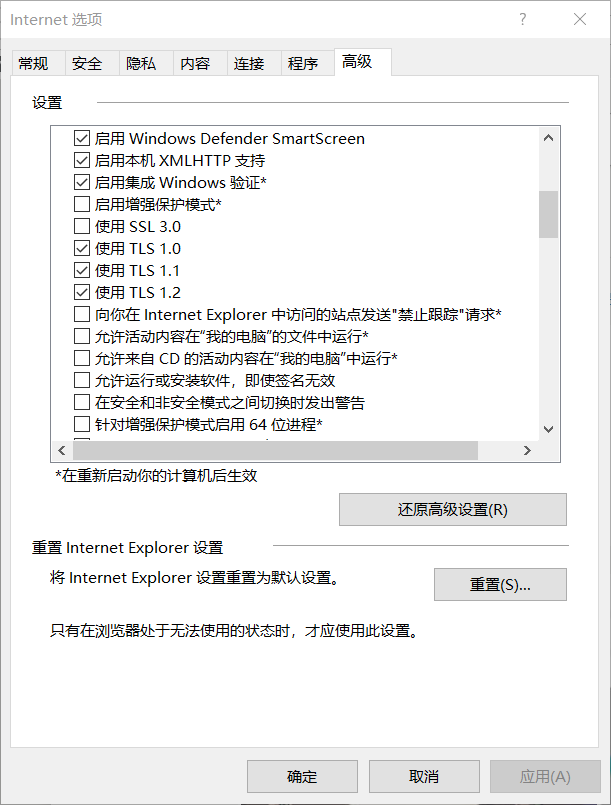 Internet 选项
常规 安全 隐私 内容 连接 程序 高级
设置
启用 Windows Defender SmartScreen
启用本机 XMLHTTP 支持
启用集成 Windows 验证*
启用增强保护模式*
使用 SSL 3.0
使用 TLS 1.0
使用 TLS 1.1
使用 TLS 1.2
向你在 Internet Explorer 中访问的站点发送"禁止跟踪"请求*
允许活动内容在“我的电脑”的文件中运行*
允许来自 CD 的活动内容在“我的电脑”中运行*
允许运行或安装软件，即使签名无效
在安全和非安全模式之间切换时发出警告
针对增强保护模式启用 64 位进程*
*在重新启动你的计算机后生效
还原高级设置(R)
重置 Internet Explorer 设置
将 Internet Explorer 设置重置为默认设置。
重置(S)...
只有在浏览器处于无法使用的状态时，才应使用此设置。
确定 取消 应用(A)